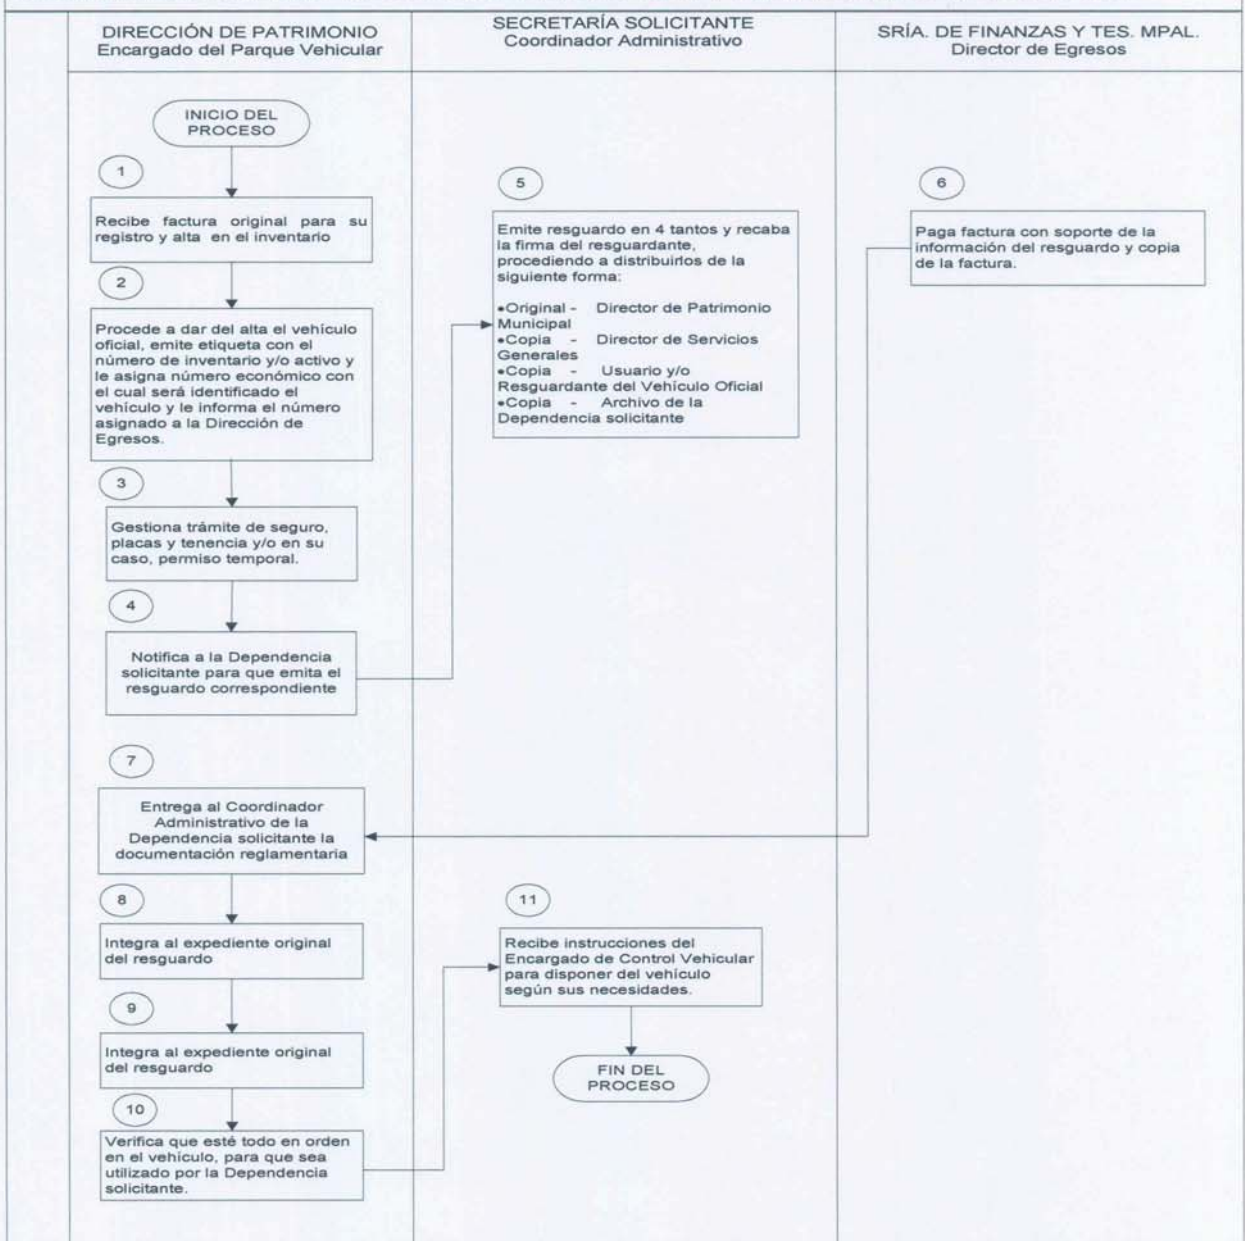 DIRECCIÓN DE PATRIMONIO
Encargado del Parque Vehicular
SECRETARÍA SOLICITANTE
Coordinador Administrativo
SRÍA. DE FINANZAS Y TES. MPAL.
Director de Egresos
INICIO DEL
PROCESO
1
Recibe factura original para su
registro y alta en el inventario
2
Procede a dar del alta el vehículo
oficial, emite etiqueta con el
número de inventario y/o activo y
le asigna número económico con
el cual será identificado el
vehículo y le informa el número
asignado a la Dirección de
Egresos.
3
Gestiona trámite de seguro,
placas y tenencia y/o en su
caso, permiso temporal.
4
Notifica a la Dependencia
solicitante para que emita el
resguardo correspondiente
5
Emite resguardo en 4 tantos y recaba
la firma del resguardante,
procediendo a distribuirlos de la
siguiente forma:
•Original - Director de Patrimonio
Municipal
•Copia - Director de Servicios
Generales
•Copia - Usuario y/o
Resguardante del Vehículo Oficial
•Copia - Archivo de la
Dependencia solicitante
6
Paga factura con soporte de la
información del resguardo y copia
de la factura.
7
Entrega al Coordinador
Administrativo de la
Dependencia solicitante la
documentación reglamentaria
8
Integra al expediente original
del resguardo
9
Integra al expediente original
del resguardo
10
Verifica que esté todo en orden
en el vehículo, para que sea
utilizado por la Dependencia
solicitante.
11
Recibe instrucciones del
Encargado de Control Vehicular
para disponer del vehículo
según sus necesidades.
FIN DEL
PROCESO